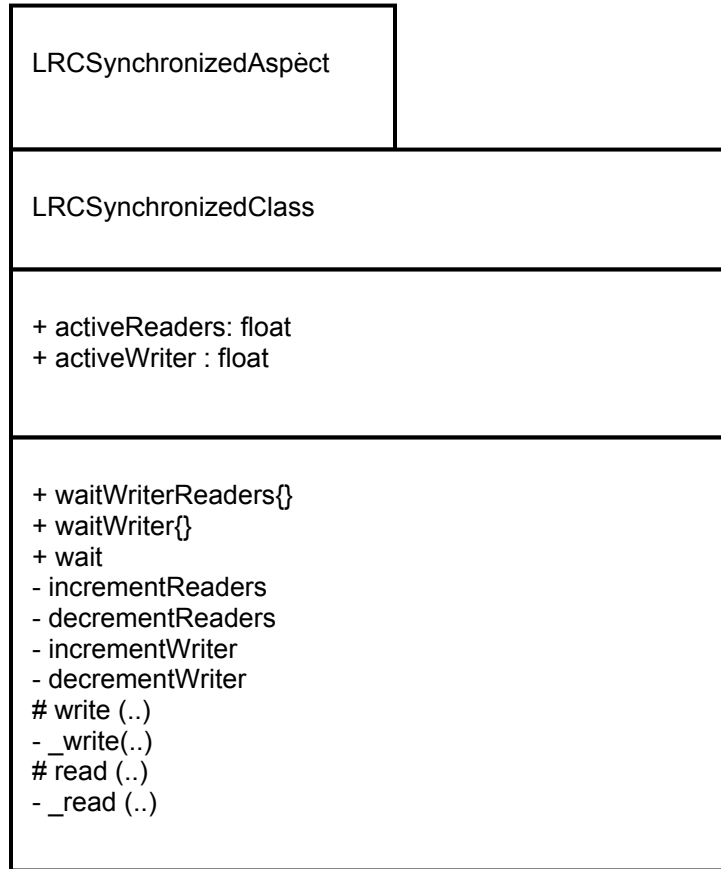 LRCSynchronizedAspect
LRCSynchronizedClass
+ activeReaders: float
+ activeWriter : float
+ waitWriterReaders{}
+ waitWriter{}
+ wait
- incrementReaders
- decrementReaders
- incrementWriter
- decrementWriter
# write (..)
- _write(..)
# read (..)
- _read (..)